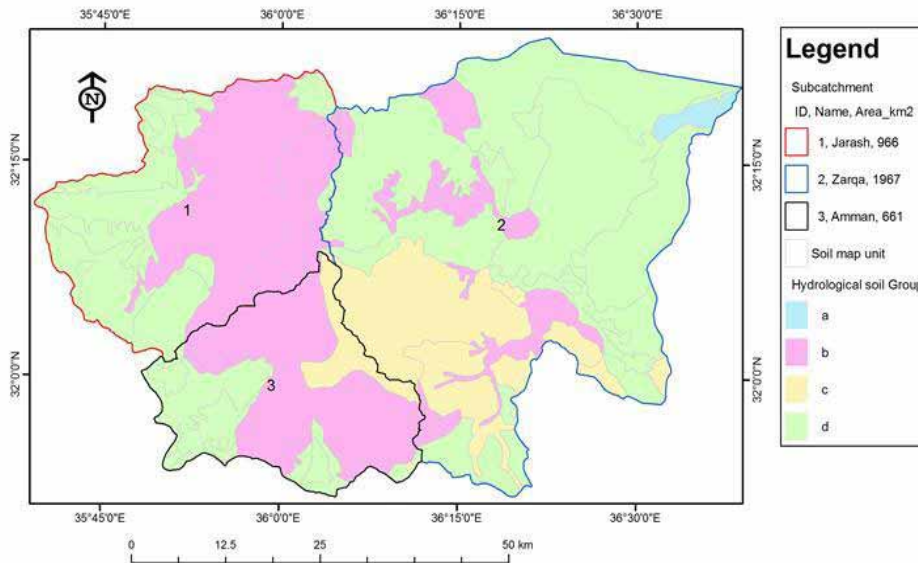 35°45'0"E 36°0'0"E 36°15'0"E 36°30'0"E
N
32°15'0"N 32°15'0"N
1
2
32°0'0"N 32°0'0"N
3
35°45'0"E 36°0'0"E 36°15'0"E 36°30'0"E
0 12.5 25 50 km
Legend
Subcatchment
ID, Name, Area_km2
1, Jarash, 966
2, Zarqa, 1967
3, Amman, 661
Soil map unit
Hydrological soil Group
a
b
c
d